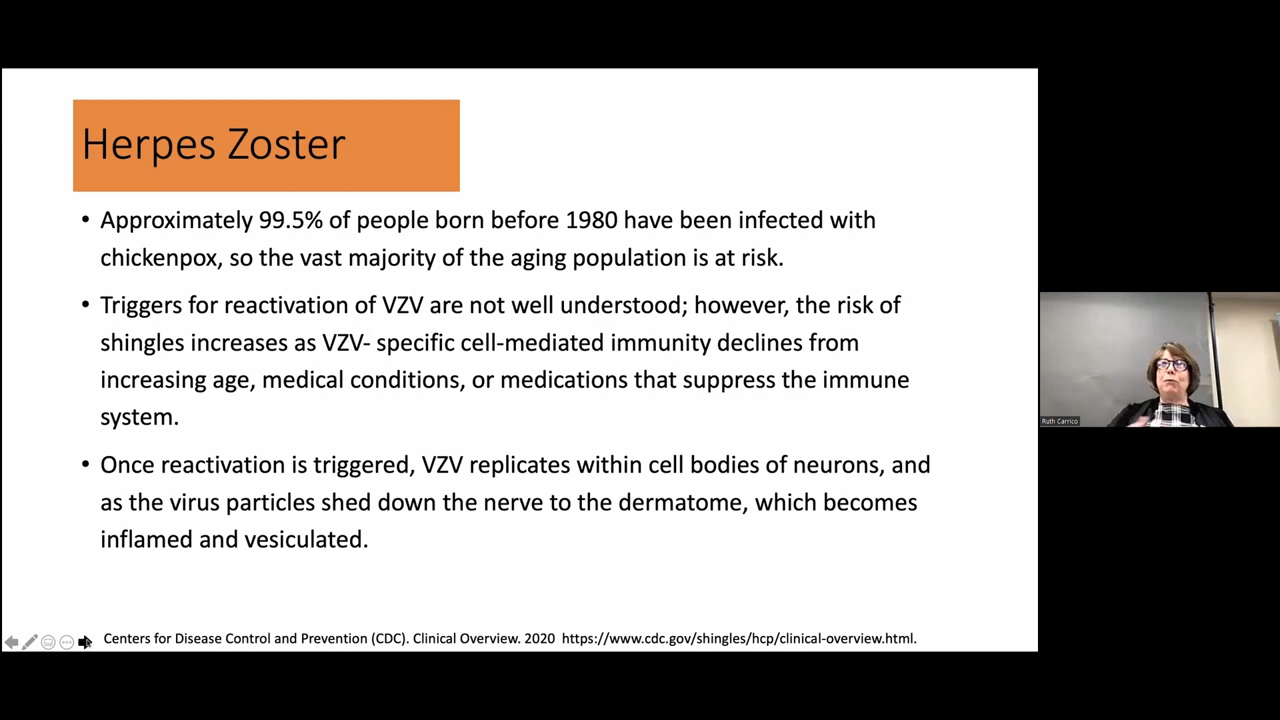 Herpes Zoster
• Approximately 99.5% of people born before 1980 have been infected with
chickenpox, so the vast majority of the aging population is at risk.
• Triggers for reactivation of VZV are not well understood; however, the risk of
shingles increases as VZV- specific cell-mediated immunity declines from
increasing age, medical conditions, or medications that suppress the immune
system.
• Once reactivation is triggered, VZV replicates within cell bodies of neurons, and
as the virus particles shed down the nerve to the dermatome, which becomes
inflamed and vesiculated.
Centers for Disease Control and Prevention (CDC). Clinical Overview. 2020  https://www.cdc.gov/shingles/hcp/clinical-overview.html.
Ruth Carrico